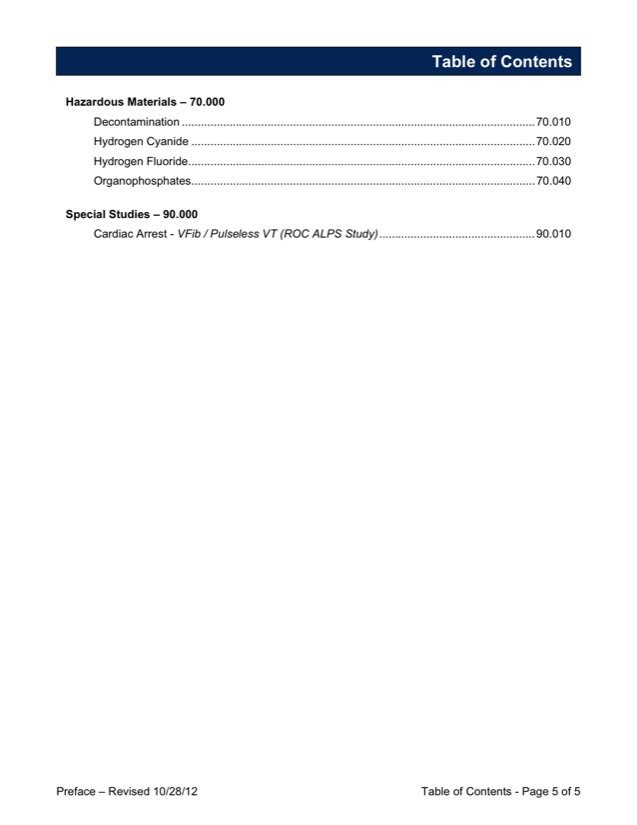 Table of Contents
Hazardous Materials – 70.000
Decontamination ................................................................................................................70.010
Hydrogen Cyanide .............................................................................................................70.020
Hydrogen Fluoride..............................................................................................................70.030
Organophosphates.............................................................................................................70.040
Special Studies – 90.000
Cardiac Arrest - VFib / Pulseless VT (ROC ALPS Study).................................................90.010
Preface – Revised 10/28/12
Table of Contents - Page 5 of 5